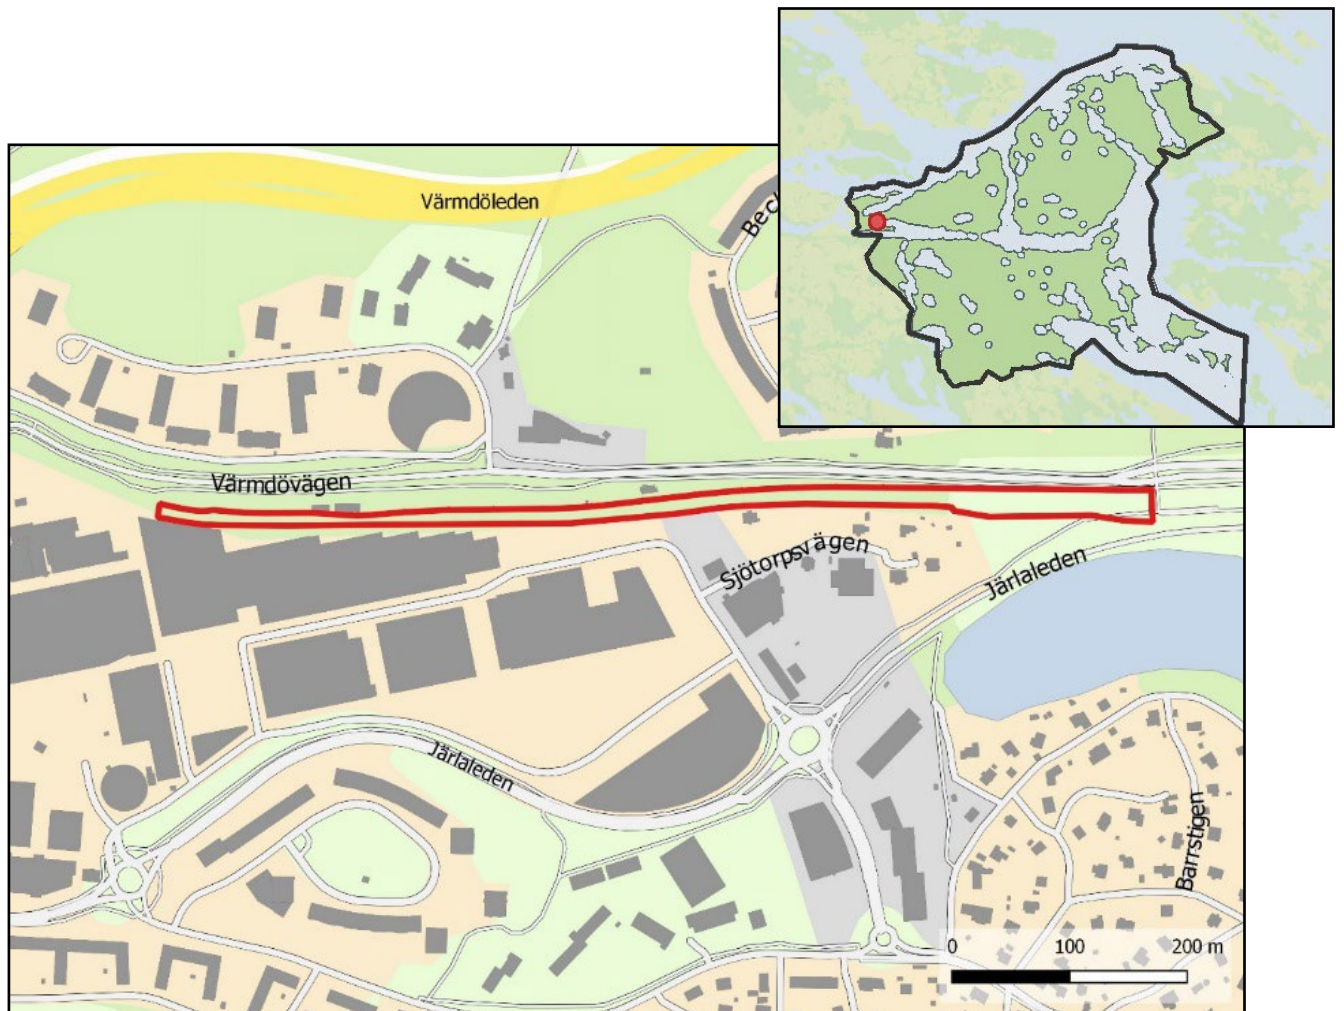 Värmdöleden
Värmdövägen
Sjötorpsvägen
Järlaleden
Järlaleden
Barrstigen
0 100 200 m